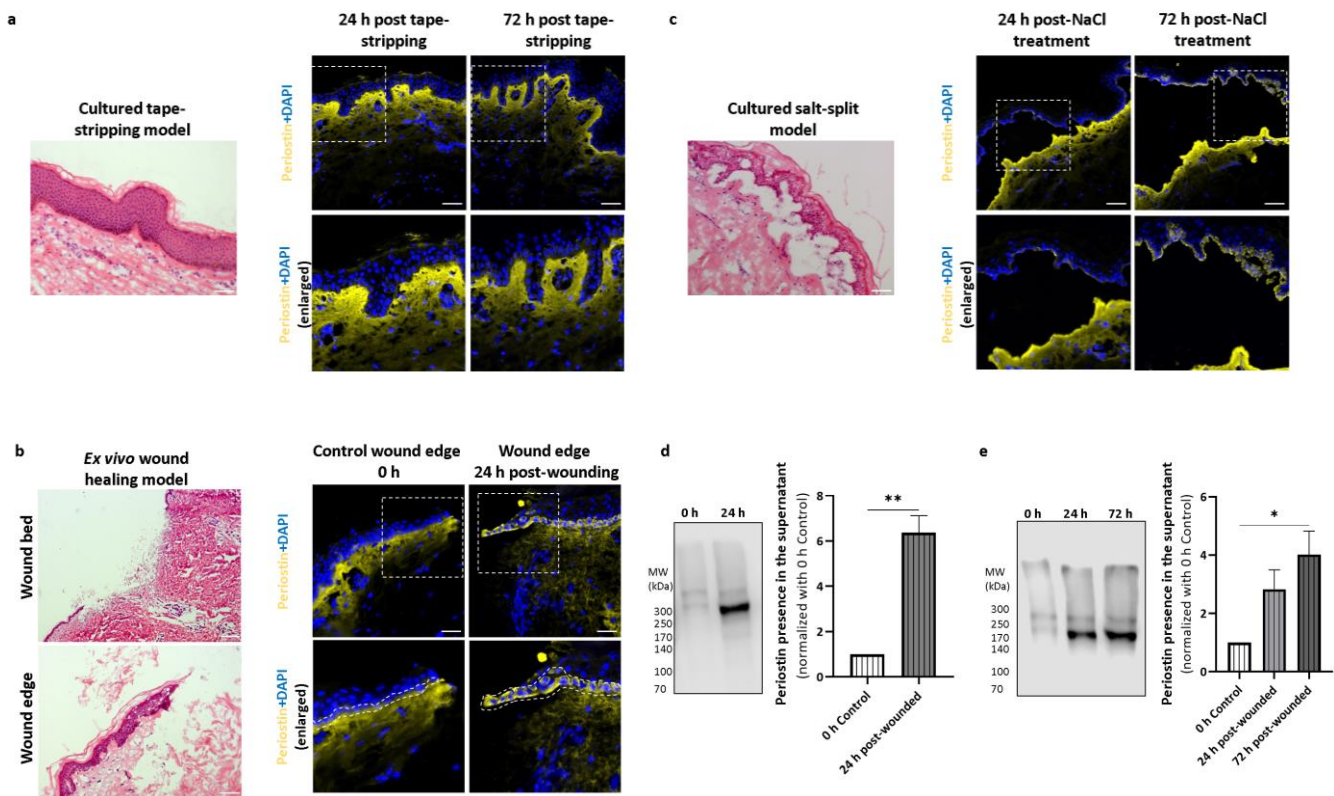 a
24 h post tape-
stripping
72 h post tape-
stripping
Cultured tape-
stripping model
Periostin+DAPI
Periostin+DAPI
(enlarged)
c
24 h post-NaCl
treatment
72 h post-NaCl
treatment
Cultured salt-split
model
Periostin+DAPI
Periostin+DAPI
(enlarged)
b
Ex vivo wound
healing model
Wound bed
Wound edge
Control wound edge
0 h
Wound edge
24 h post-wounding
Periostin+DAPI
Periostin+DAPI
(enlarged)
d
0 h 24 h
MW
(kDa)
300
250
170
140
100
70
Periostin presence in the supernatant
(normalized with 0 h Control)
8
6
4
2
0
**
0 h Control
24 h post-wounded
e
0 h 24 h 72 h
MW
(kDa)
300
250
170
140
100
70
Periostin presence in the supernatant
(normalized with 0 h Control)
6
4
2
0
*
0 h Control
24 h post-wounded
72 h post-wounded